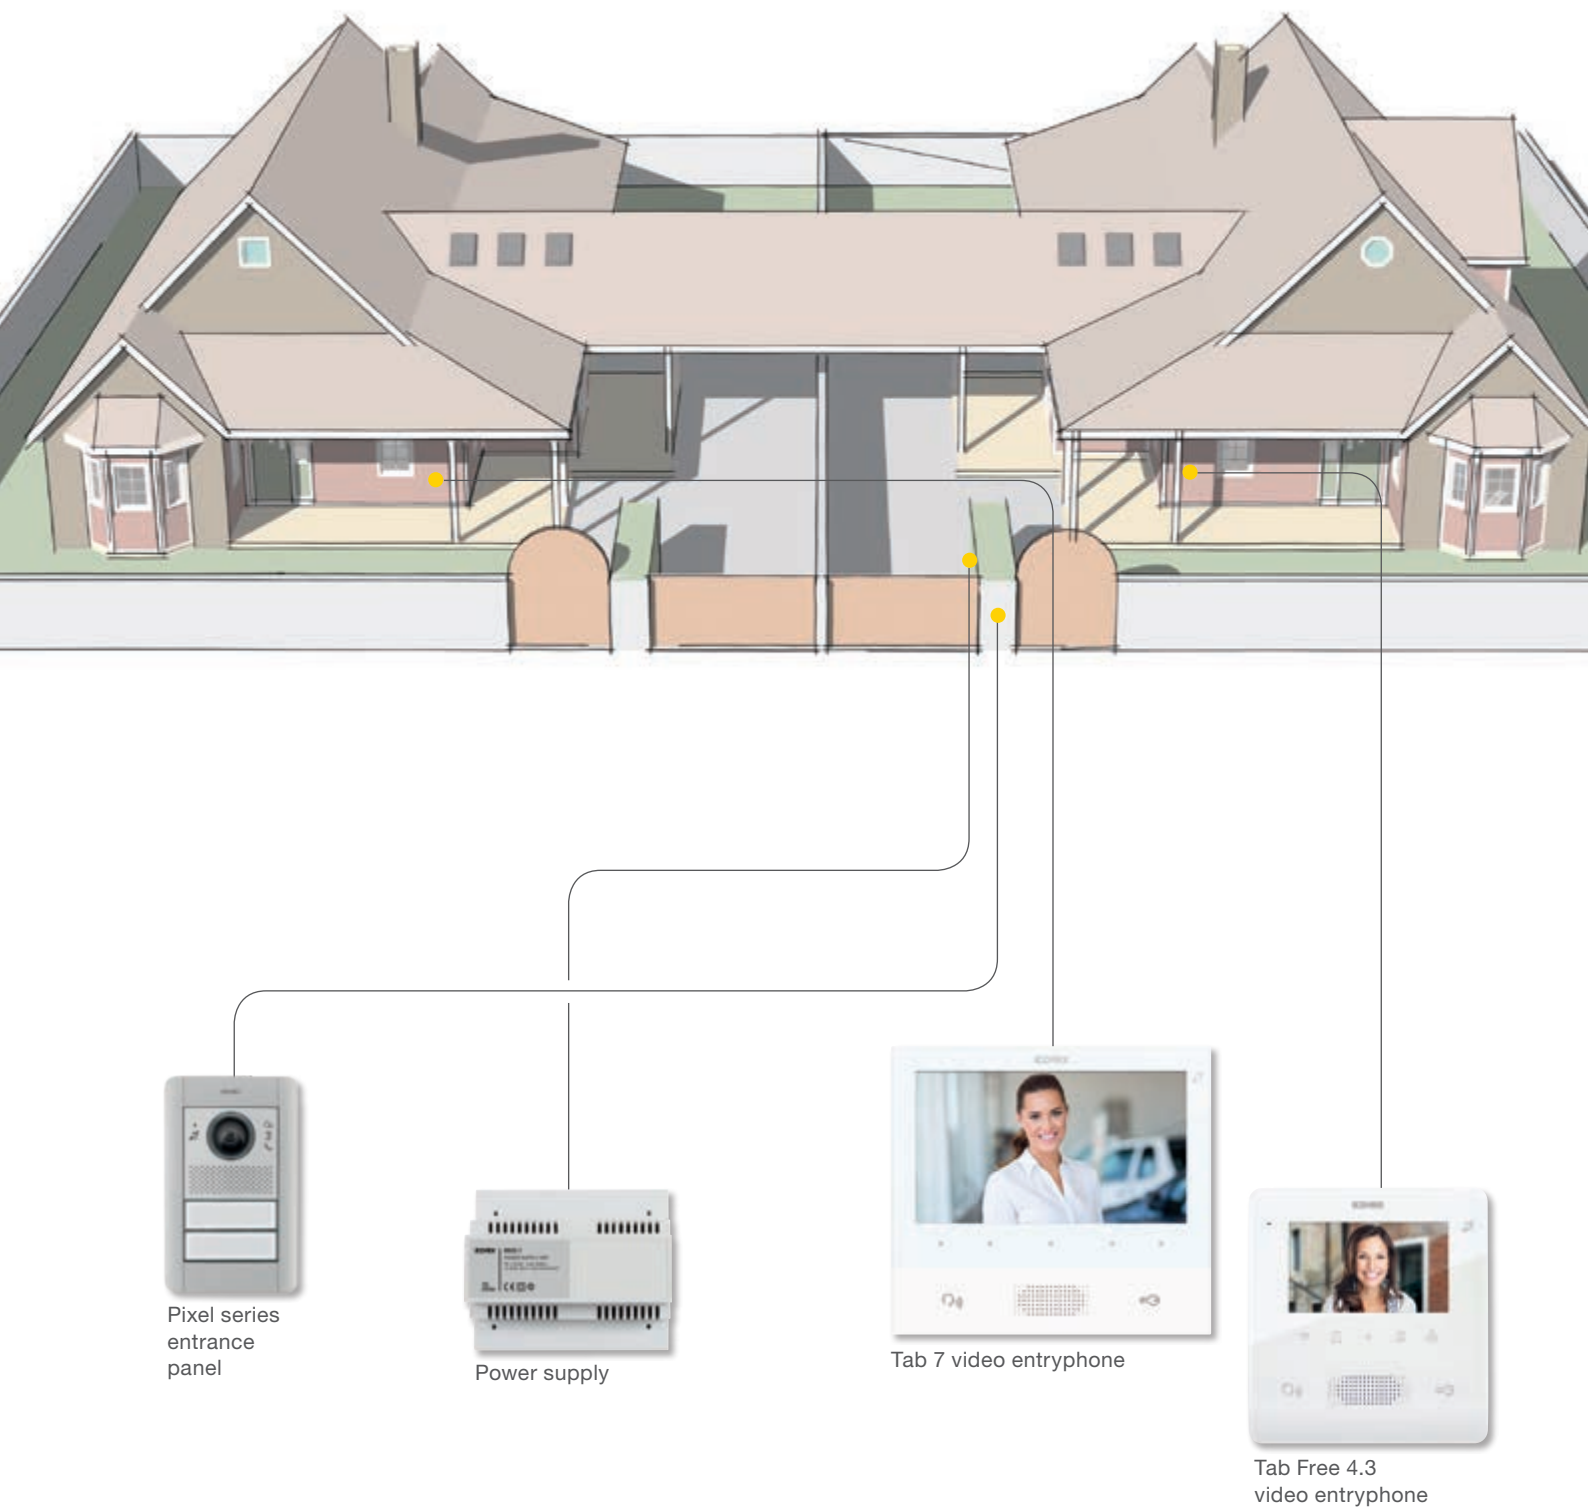 Pixel series
entrance
panel
Power supply
Tab 7 video entryphone
Tab Free 4.3
video entryphone